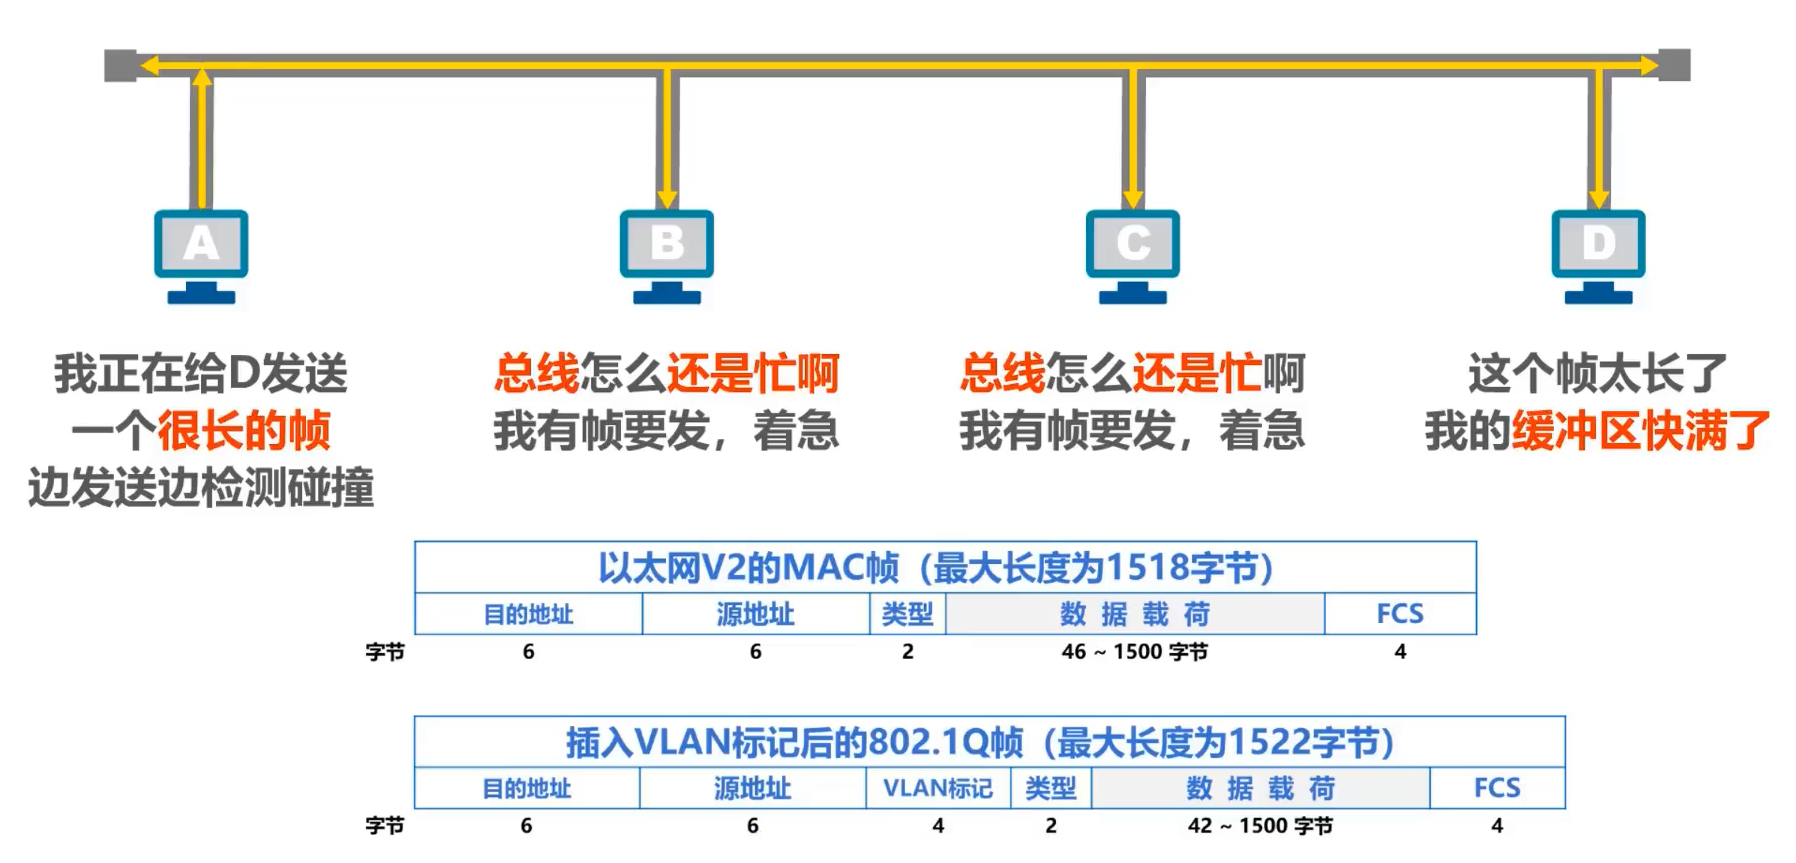 A
B
C
D
我正在给D发送
一个很长的帧
边发送边检测碰撞
总线怎么还是忙啊
我有帧要发，着急
总线怎么还是忙啊
我有帧要发，着急
这个帧太长了
我的缓冲区快满了
以太网V2的MAC帧（最大长度为1518字节）
目的地址 源地址 类型 数据载荷 FCS
字节 6 6 2 46 ~ 1500 字节 4
插入VLAN标记后的802.1Q帧（最大长度为1522字节）
目的地址 源地址 VLAN标记 类型 数据载荷 FCS
字节 6 6 4 2 42 ~ 1500 字节 4